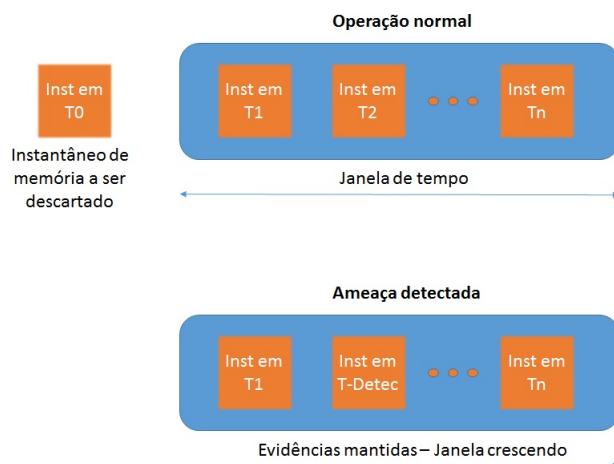 Operação normal
Inst em
T0
Inst em
T1
Inst em
T2
Inst em
Tn
Instantâneo de
memória a ser
descartado
Janela de tempo
Ameaça detectada
Inst em
T1
Inst em
T-Detec
Inst em
Tn
Evidências mantidas – Janela crescendo